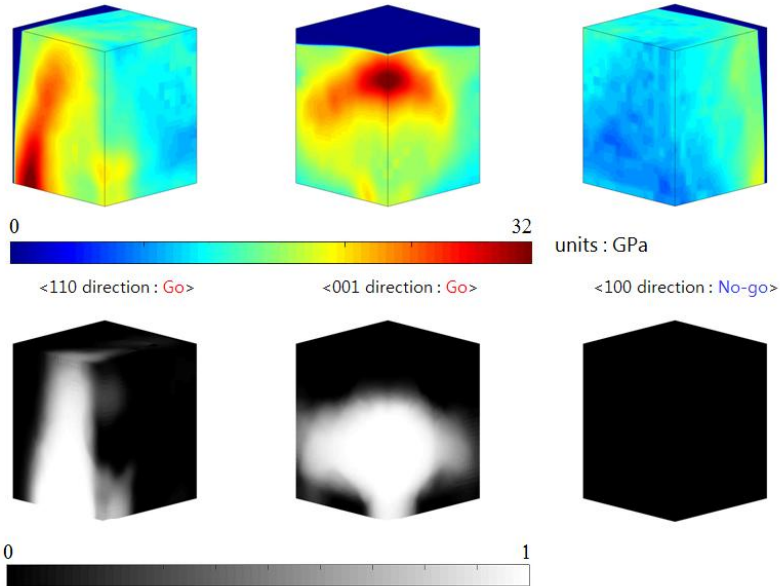 0 32
units : GPa
<110 direction : Go> <001 direction : Go> <100 direction : No-go>
0 1